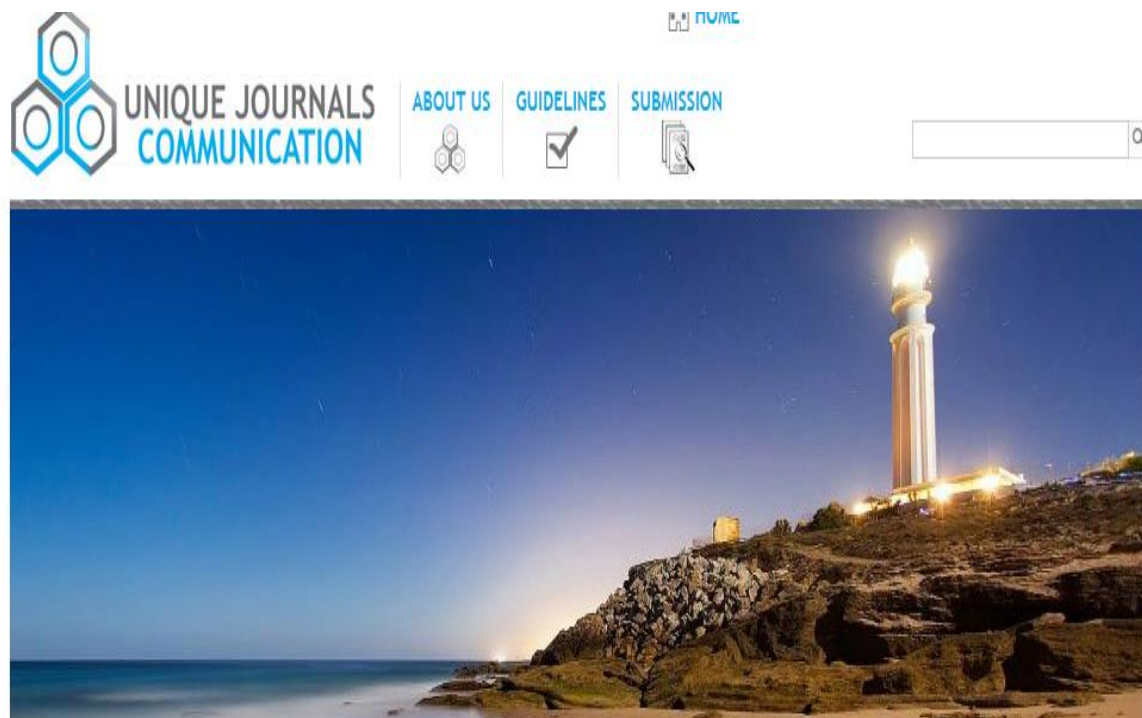 HOME
UNIQUE JOURNALS
COMMUNICATION
ABOUT US
GUIDELINES
SUBMISSION